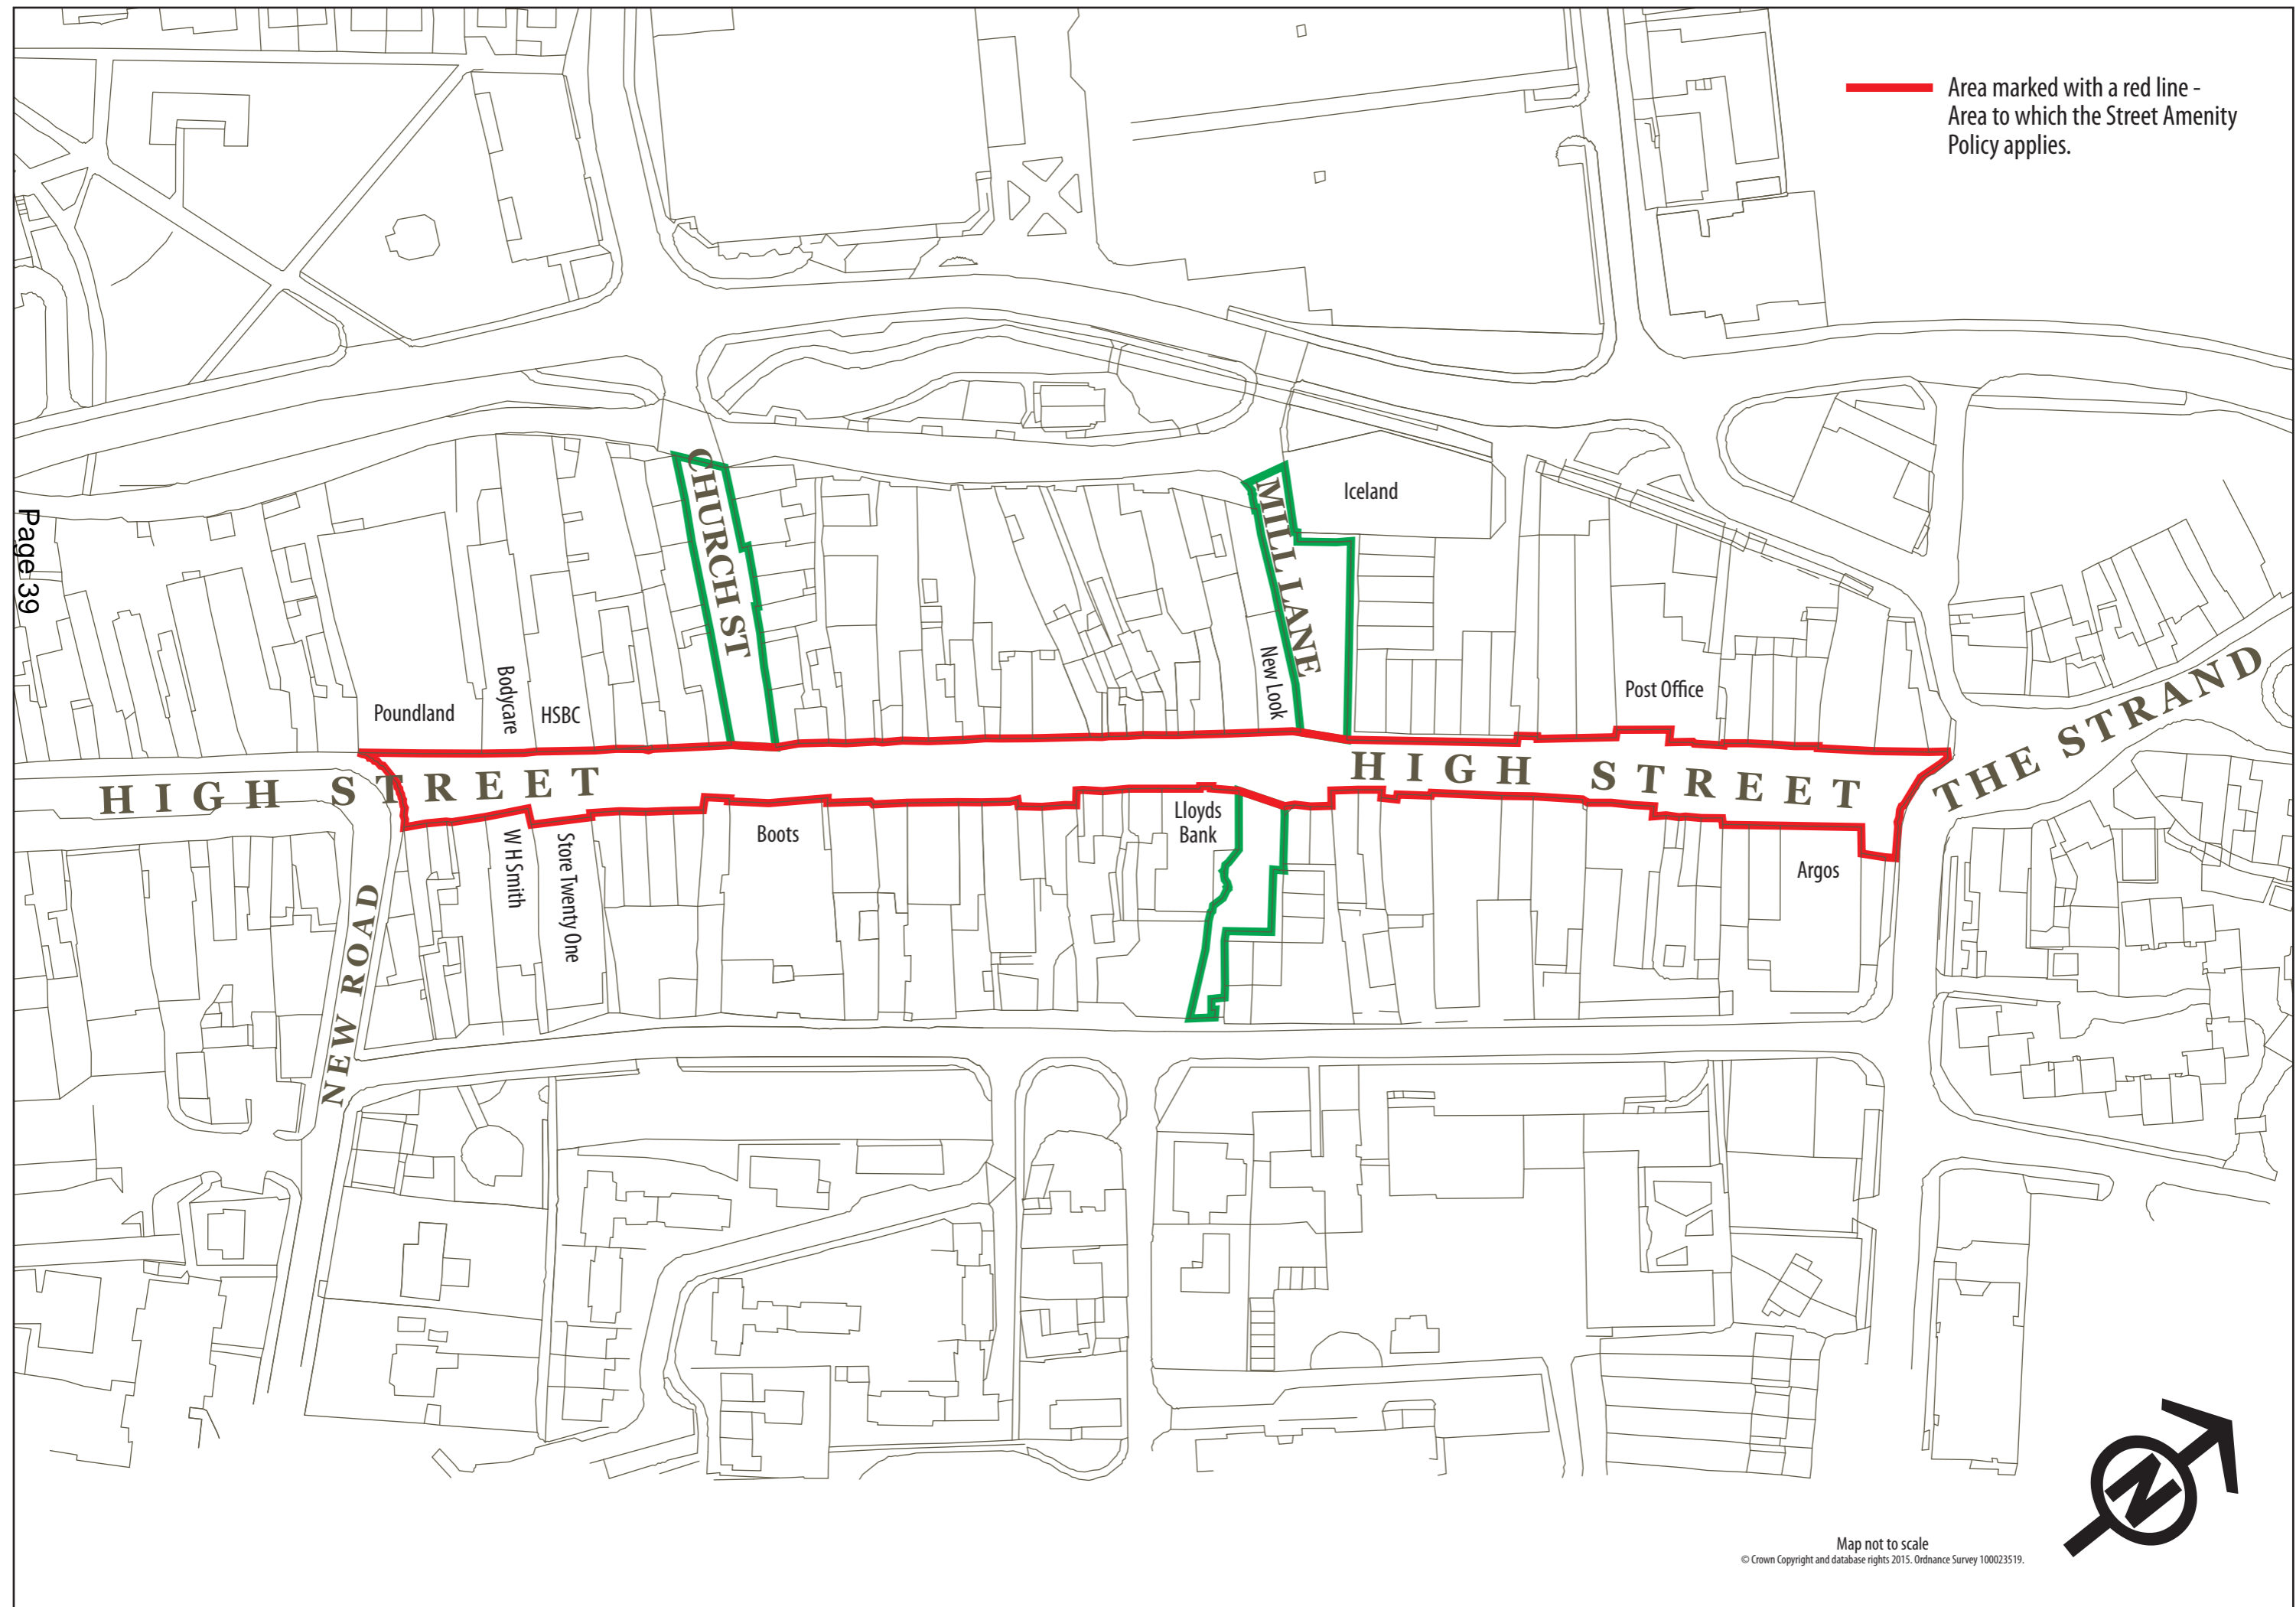 Area marked with a red line -
Area to which the Street Amenity
Policy applies.
Page 39
CHURCH ST
MILL LANE
Iceland
Poundland
Bodycare
HSBC
New Look
Post Office
HIGH STREET
HIGH STREET
THE STRAND
W H Smith
Store Twenty One
Boots
Lloyds
Bank
Argos
NEW ROAD
N
Map not to scale
© Crown Copyright and database rights 2015. Ordnance Survey 100023519.